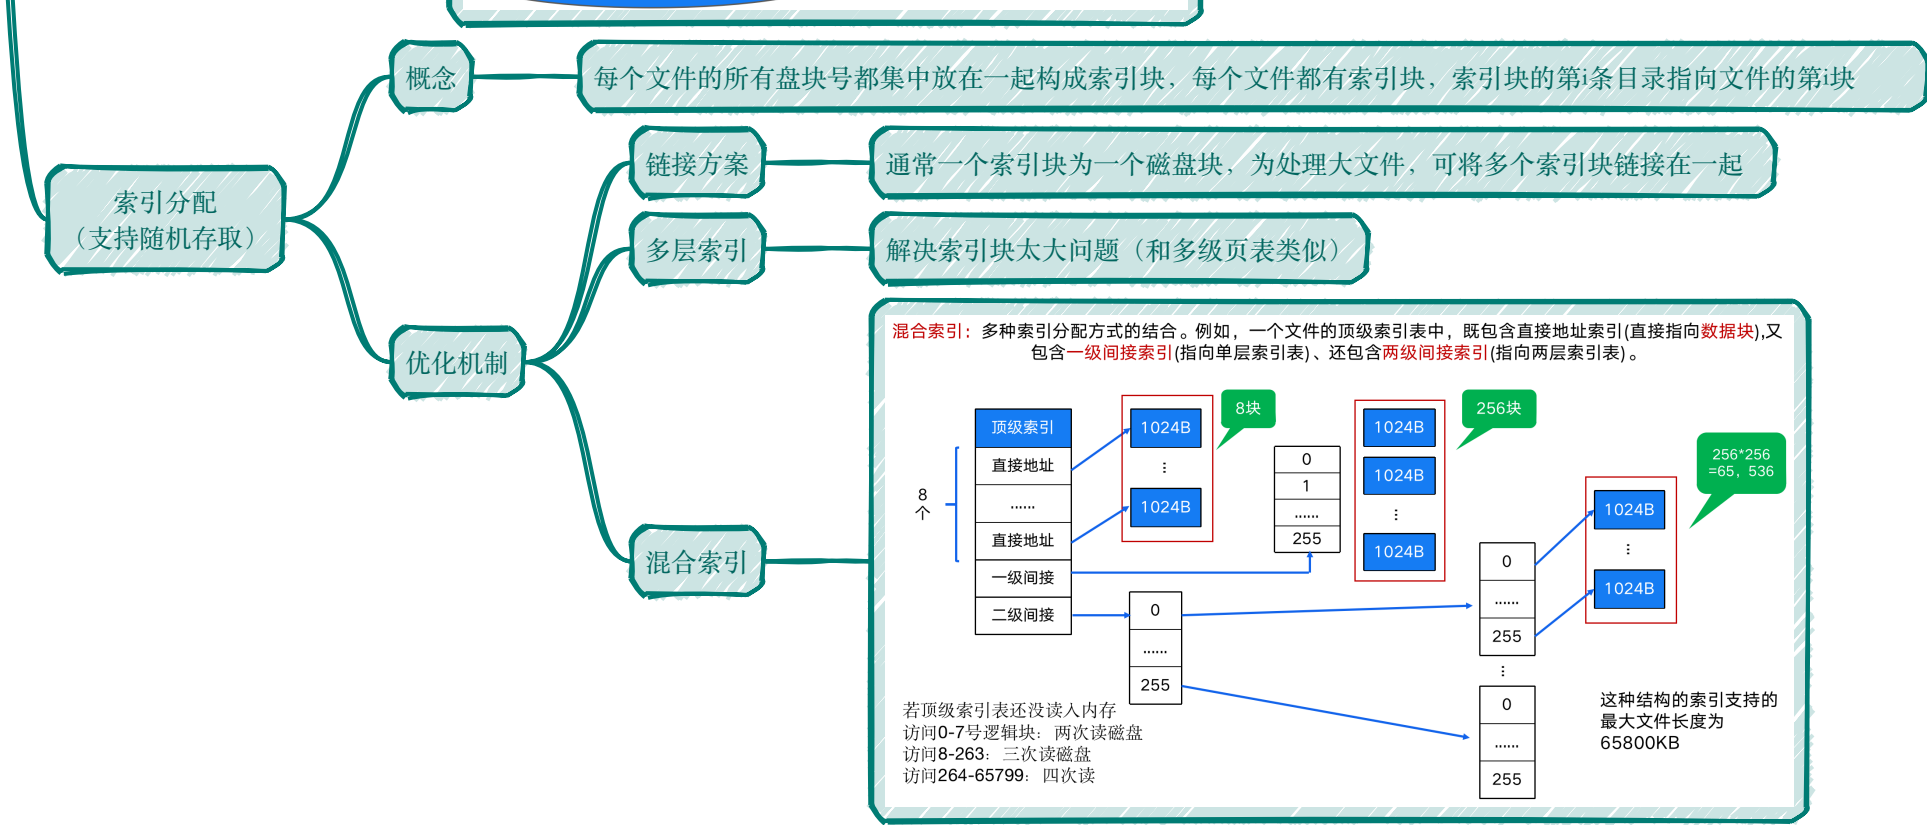 概念
每个文件的所有盘块号都集中放在一起构成索引块，每个文件都有索引块，索引块的第i条目录指向文件的第i块
链接方案
通常一个索引块为一个磁盘块，为处理大文件，可将多个索引块链接在一起
索引分配
（支持随机存取）
多层索引
解决索引块太大问题（和多级页表类似）
优化机制
混合索引
混合索引：多种索引分配方式的结合。例如，一个文件的顶级索引表中，既包含直接地址索引(直接指向数据块),又
包含一级间接索引(指向单层索引表)、还包含两级间接索引(指向两层索引表)。
顶级索引
直接地址
......
直接地址
一级间接
二级间接
8
个
1024B
...
1024B
8块
0
1
......
255
1024B
1024B
...
1024B
256块
0
......
255
0
......
255
...
0
......
255
1024B
...
1024B
256*256
=65，536
若顶级索引表还没读入内存
访问0-7号逻辑块：两次读磁盘
访问8-263：三次读磁盘
访问264-65799：四次读
这种结构的索引支持的
最大文件长度为
65800KB